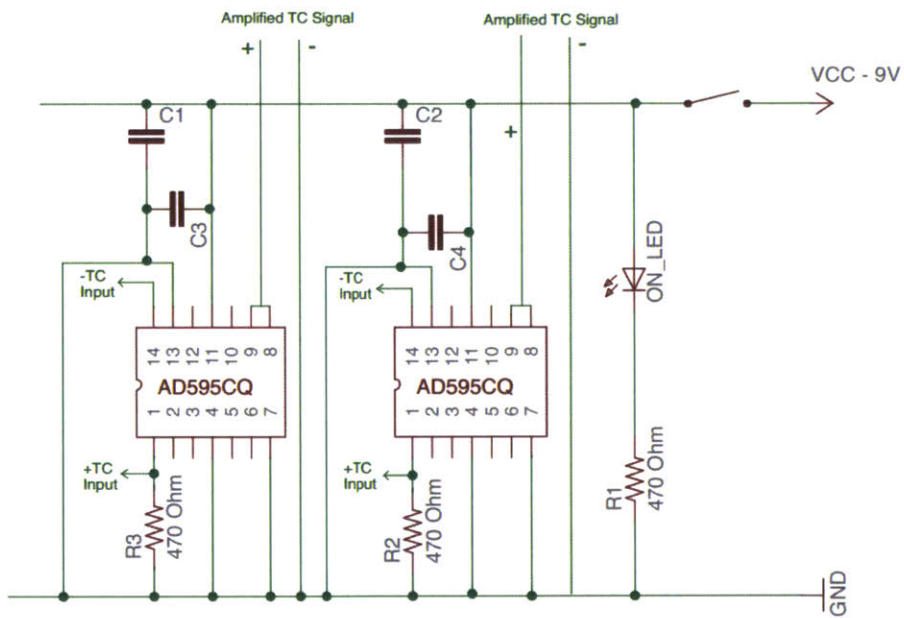 Amplified TC Signal
Amplified TC Signal
+
-
-
VCC - 9V
C1
C2
+
C3
C4
-TC
Input
-TC
Input
ON_LED
14 13 12 11 10 9 8
14 13 12 11 10 9 8
AD595CQ
AD595CQ
1 2 3 4 5 6 7
1 2 3 4 5 6 7
+TC
Input
+TC
Input
R3
470 Ohm
R2
470 Ohm
R1
470 Ohm
GND